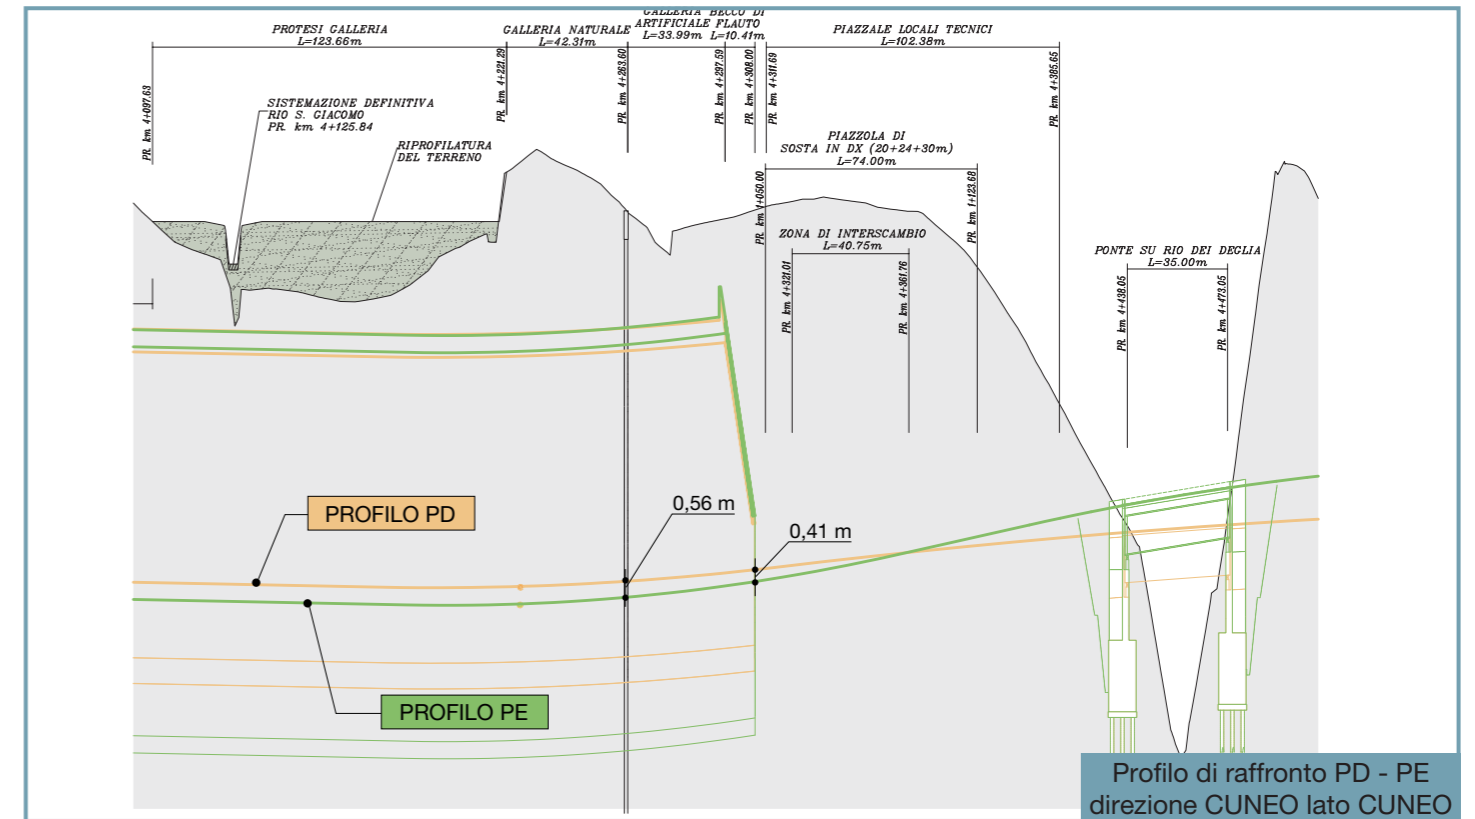 PROTESI GALLERIA
L=123.66m
GALLERIA NATURALE
L=42.31m
GALLERIA BECCO DI
ARTIFICIALE FLAUTO
L=33.99m L=10.41m
PIAZZALE LOCALI TECNICI
L=102.38m
PR. km 4+097.63
PR. km 4+221.29
PR. km 4+263.60
PR. km 4+297.59
PR. km 4+308.00
PR. km 4+311.69
PR. km 4+385.65
SISTEMAZIONE DEFINITIVA
RIO S. GIACOMO
PR. km 4+125.84
RIPROFILATURA
DEL TERRENO
PIAZZOLA DI
SOSTA IN DX (20+24+30m)
L=74.00m
PR. km 1+050.00
PR. km 1+123.68
ZONA DI INTERSCAMBIO
L=40.75m
PR. km 4+321.01
PR. km 4+361.76
PONTE SU RIO DEI DEGLIA
L=35.00m
PR. km 4+438.05
PR. km 4+473.05
PROFILO PD
0,56 m
0,41 m
PROFILO PE
Profilo di raffronto PD - PE
direzione CUNEO lato CUNEO